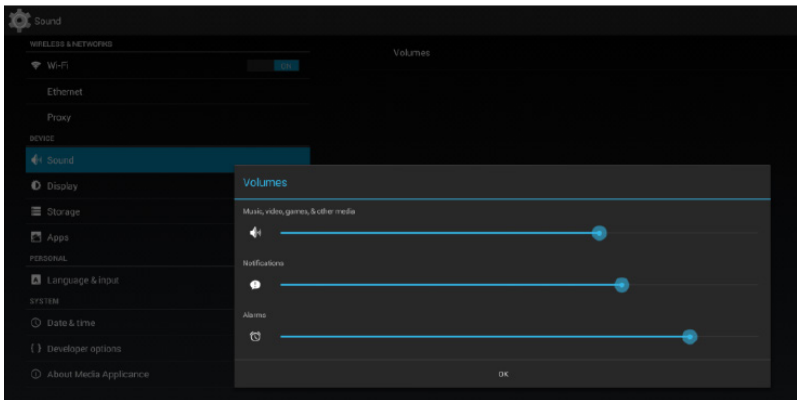 Sound
WIRELESS & NETWORKS
Wi-Fi
ON
Ethernet
Proxy
DEVICE
Sound
Display
Storage
Apps
PERSONAL
Language & input
SYSTEM
Date & time
Developer options
About Media Applicance
Volumes
Volumes
Music, video, games, & other media
Notifications
Alarms
OK